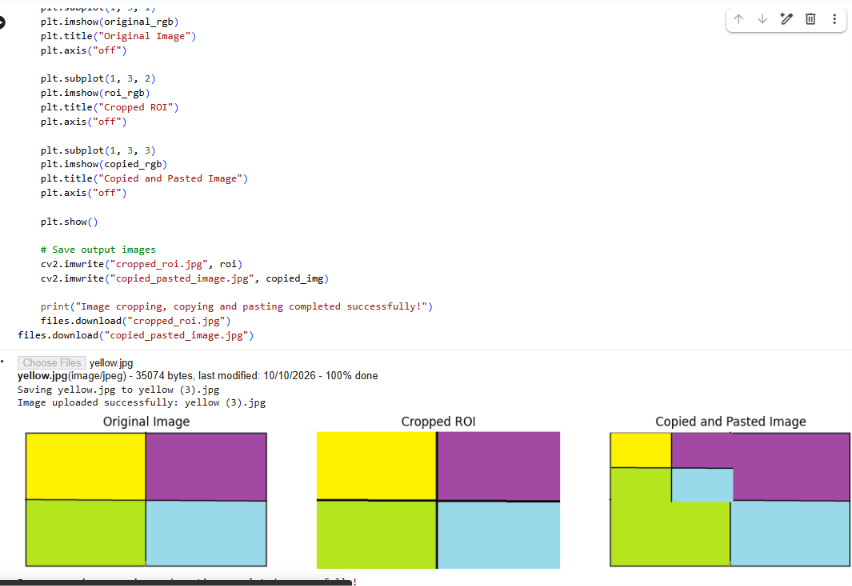 plt.subplot(1, 3, 1)
plt.imshow(original_rgb)
plt.title("Original Image")
plt.axis("off")
plt.subplot(1, 3, 2)
plt.imshow(roi_rgb)
plt.title("Cropped ROI")
plt.axis("off")
plt.subplot(1, 3, 3)
plt.imshow(copied_rgb)
plt.title("Copied and Pasted Image")
plt.axis("off")
plt.show()
# Save output images
cv2.imwrite("cropped_roi.jpg", roi)
cv2.imwrite("copied_pasted_image.jpg", copied_img)
print("Image cropping, copying and pasting completed successfully!")
files.download("cropped_roi.jpg")
files.download("copied_pasted_image.jpg")
Choose Files yellow.jpg
yellow.jpg(image/jpeg) - 35074 bytes, last modified: 10/10/2026 - 100% done
Saving yellow.jpg to yellow (3).jpg
Image uploaded successfully: yellow (3).jpg
Original Image Cropped ROI Copied and Pasted Image